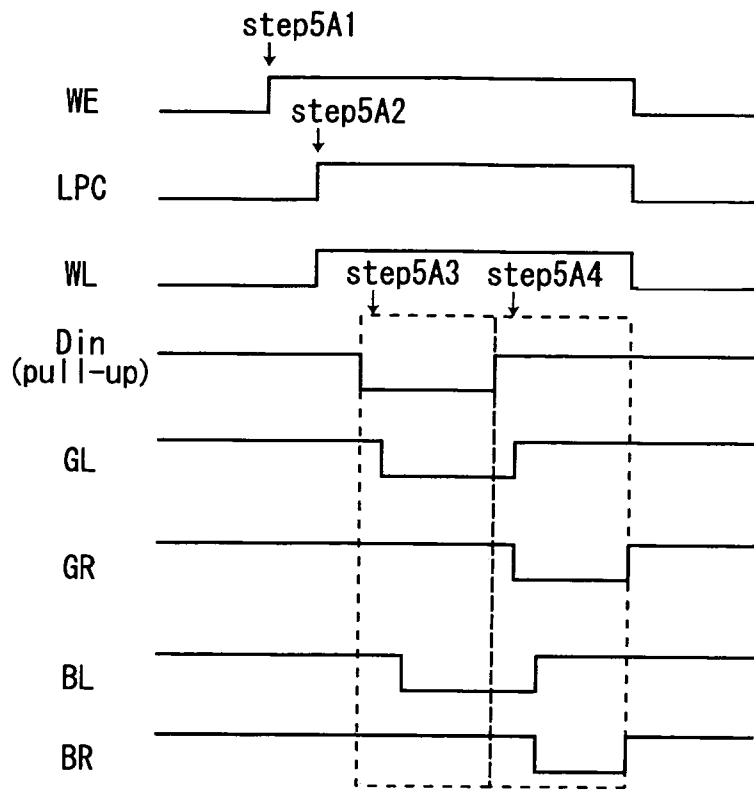 step5A1
WE
step5A2
LPC
WL
step5A3 step5A4
Din
(pull-up)
GL
GR
BL
BR